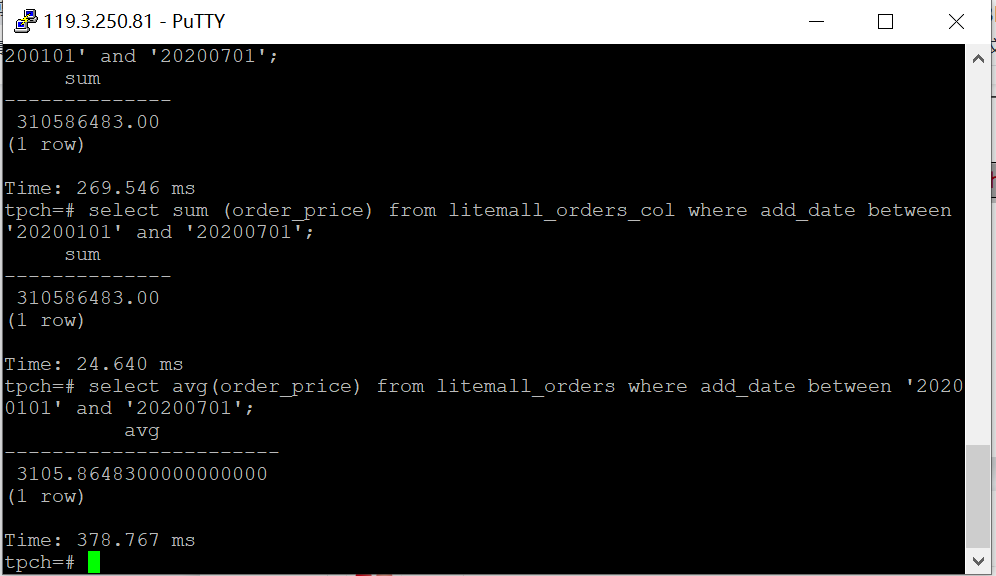 119.3.250.81 - PuTTY
200101' and '20200701';
sum
--------------
310586483.00
(1 row)
Time: 269.546 ms
tpch=# select sum (order_price) from litemall_orders_col where add_date between
'20200101' and '20200701';
sum
--------------
310586483.00
(1 row)
Time: 24.640 ms
tpch=# select avg(order_price) from litemall_orders where add_date between '2020
0101' and '20200701';
avg
-----------------------
3105.8648300000000000
(1 row)
Time: 378.767 ms
tpch=#